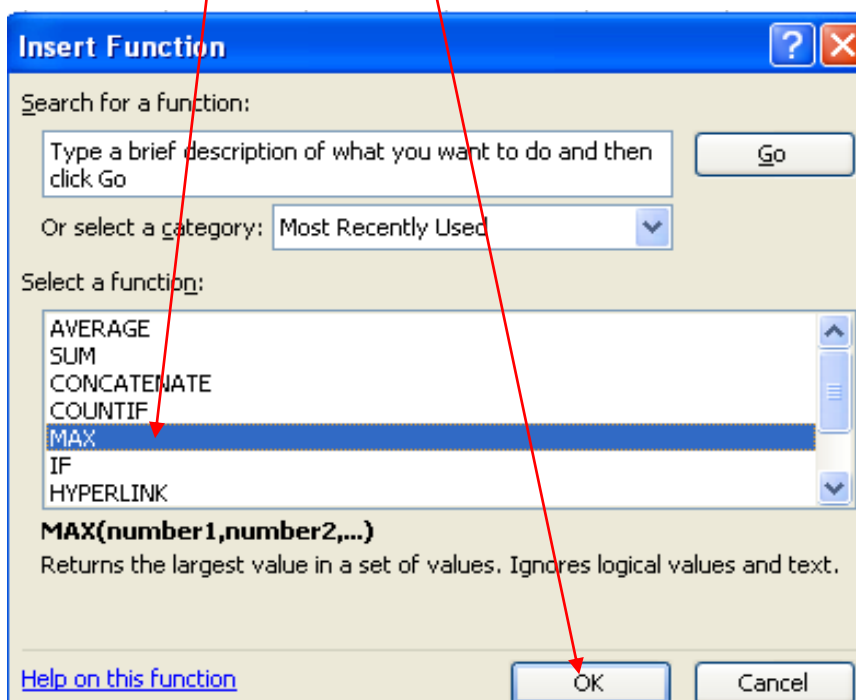 Insert Function
?
Search for a function:
Type a brief description of what you want to do and then
click Go
Go
Or select a category: Most Recently Used
Select a function:
AVERAGE
SUM
CONCATENATE
COUNTIF
MAX
IF
HYPERLINK
MAX(number1,number2,...)
Returns the largest value in a set of values. Ignores logical values and text.
Help on this function
OK
Cancel